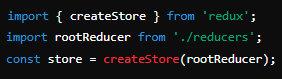 import { createStore } from 'redux';
import rootReducer from './reducers';
const store = createStore(rootReducer);